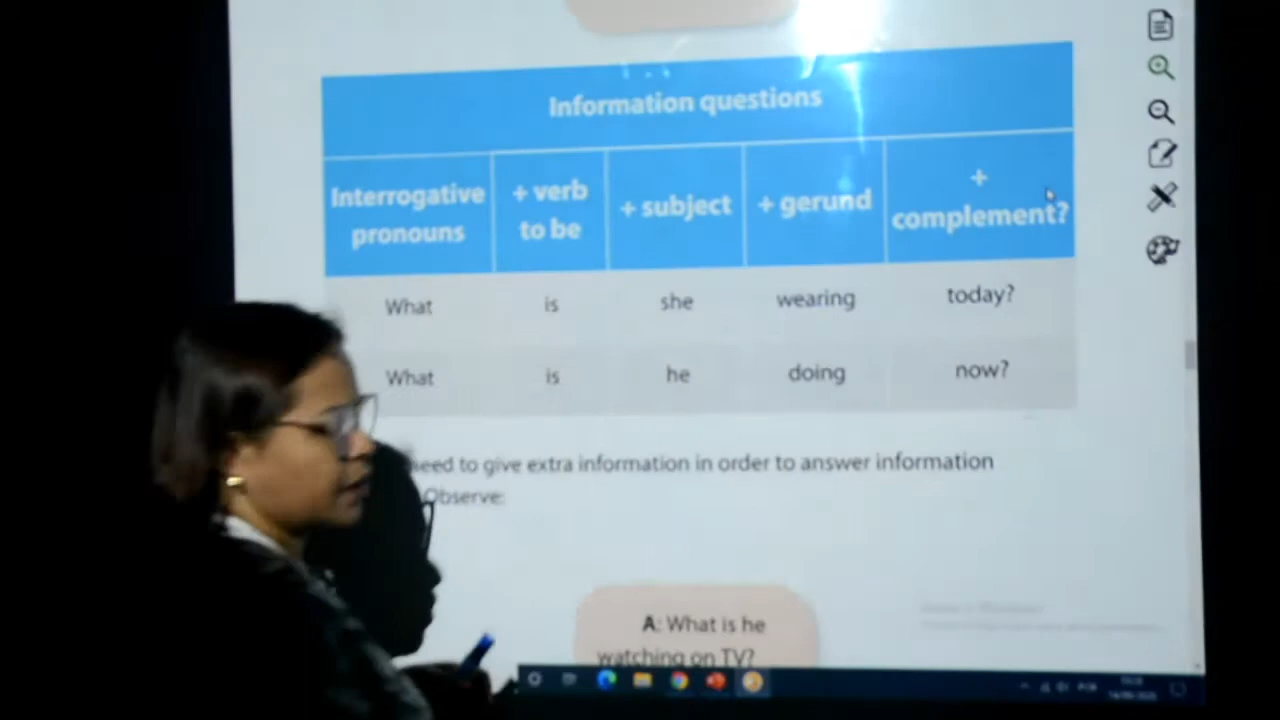 Information questions
Interrogative pronouns + verb to be + subject + gerund + complement?
What is she wearing today?
What is he doing now?
need to give extra information in order to answer information
Observe:
A: What is he
watching on TV?